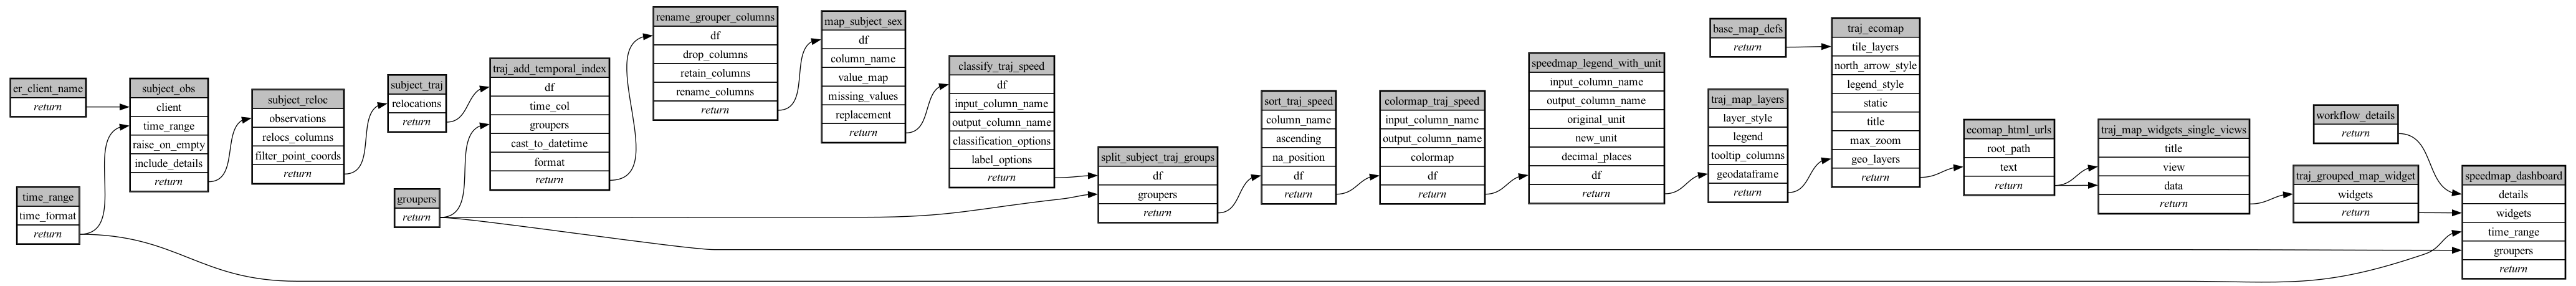 er_client_name
return
time_range
time_format
return
subject_obs
client
time_range
raise_on_empty
include_details
return
subject_reloc
observations
relocs_columns
filter_point_coords
return
subject_traj
relocations
return
groupers
return
traj_add_temporal_index
df
time_col
groupers
cast_to_datetime
format
return
rename_grouper_columns
df
drop_columns
retain_columns
rename_columns
return
map_subject_sex
df
column_name
value_map
missing_values
replacement
return
classify_traj_speed
df
input_column_name
output_column_name
classification_options
label_options
return
split_subject_traj_groups
df
groupers
return
sort_traj_speed
column_name
ascending
na_position
df
return
colormap_traj_speed
input_column_name
output_column_name
colormap
df
return
speedmap_legend_with_unit
input_column_name
output_column_name
original_unit
new_unit
decimal_places
df
return
base_map_defs
return
traj_map_layers
layer_style
legend
tooltip_columns
geodataframe
return
traj_ecomap
tile_layers
north_arrow_style
legend_style
static
title
max_zoom
geo_layers
return
ecomap_html_urls
root_path
text
return
traj_map_widgets_single_views
title
view
data
return
traj_grouped_map_widget
widgets
return
workflow_details
return
speedmap_dashboard
details
widgets
time_range
groupers
return